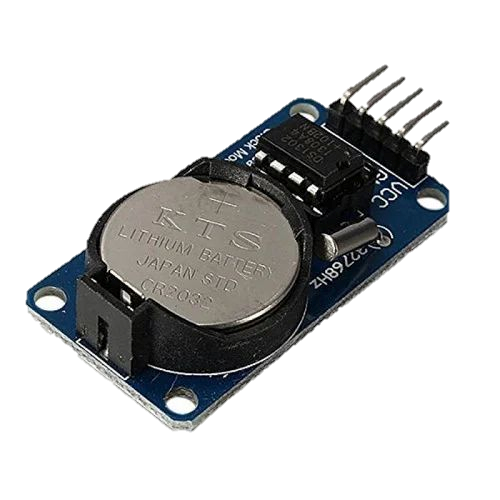 +
KTS
LITHIUM BATTERY
JAPAN STD
CR2032
DS1302
VCC
32768Hz